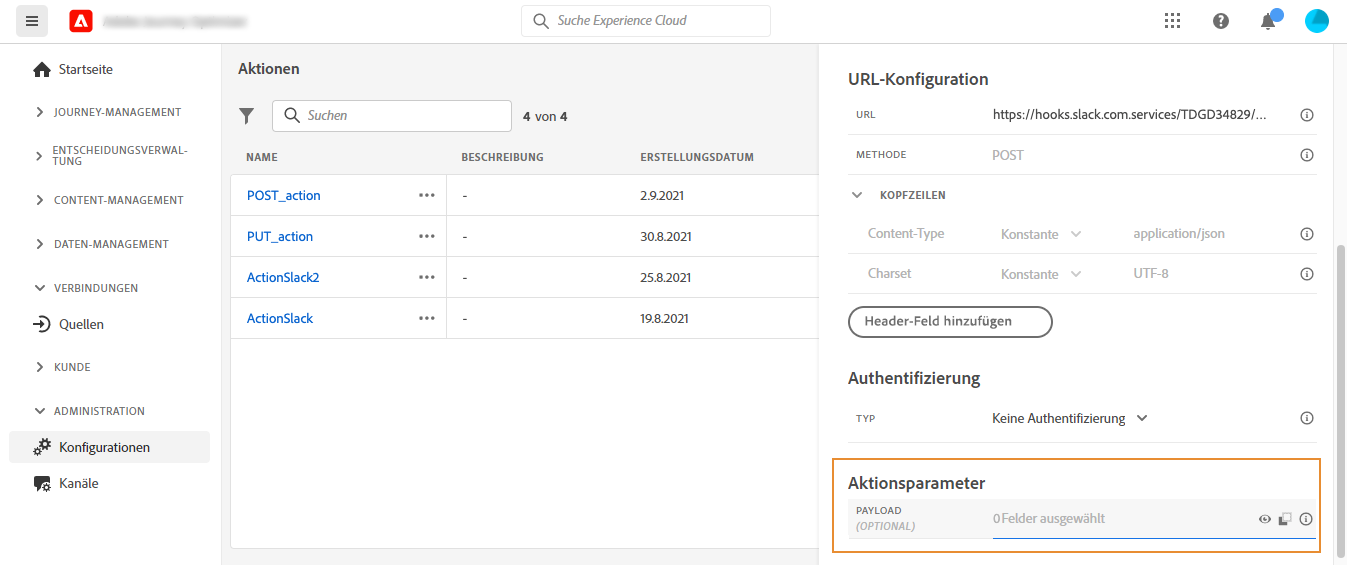 Suche Experience Cloud
Startseite
JOURNEY-MANAGEMENT
ENTSCHEIDUNGSVERWAL-
TUNG
CONTENT-MANAGEMENT
DATEN-MANAGEMENT
VERBINDUNGEN
Quellen
KUNDE
ADMINISTRATION
Konfigurationen
Kanäle
Aktionen
Suchen
4 von 4
NAME BESCHREIBUNG ERSTELLUNGSDATUM
POST_action - 2.9.2021
PUT_action - 30.8.2021
ActionSlack2 - 25.8.2021
ActionSlack - 19.8.2021
URL-Konfiguration
URL https://hooks.slack.com.services/TDGD34829/...
METHODE POST
KOPFZEILEN
Content-Type Konstante application/json
Charset Konstante UTF-8
Header-Feld hinzufügen
Authentifizierung
TYP Keine Authentifizierung
Aktionsparameter
PAYLOAD
(OPTIONAL)
0 Felder ausgewählt